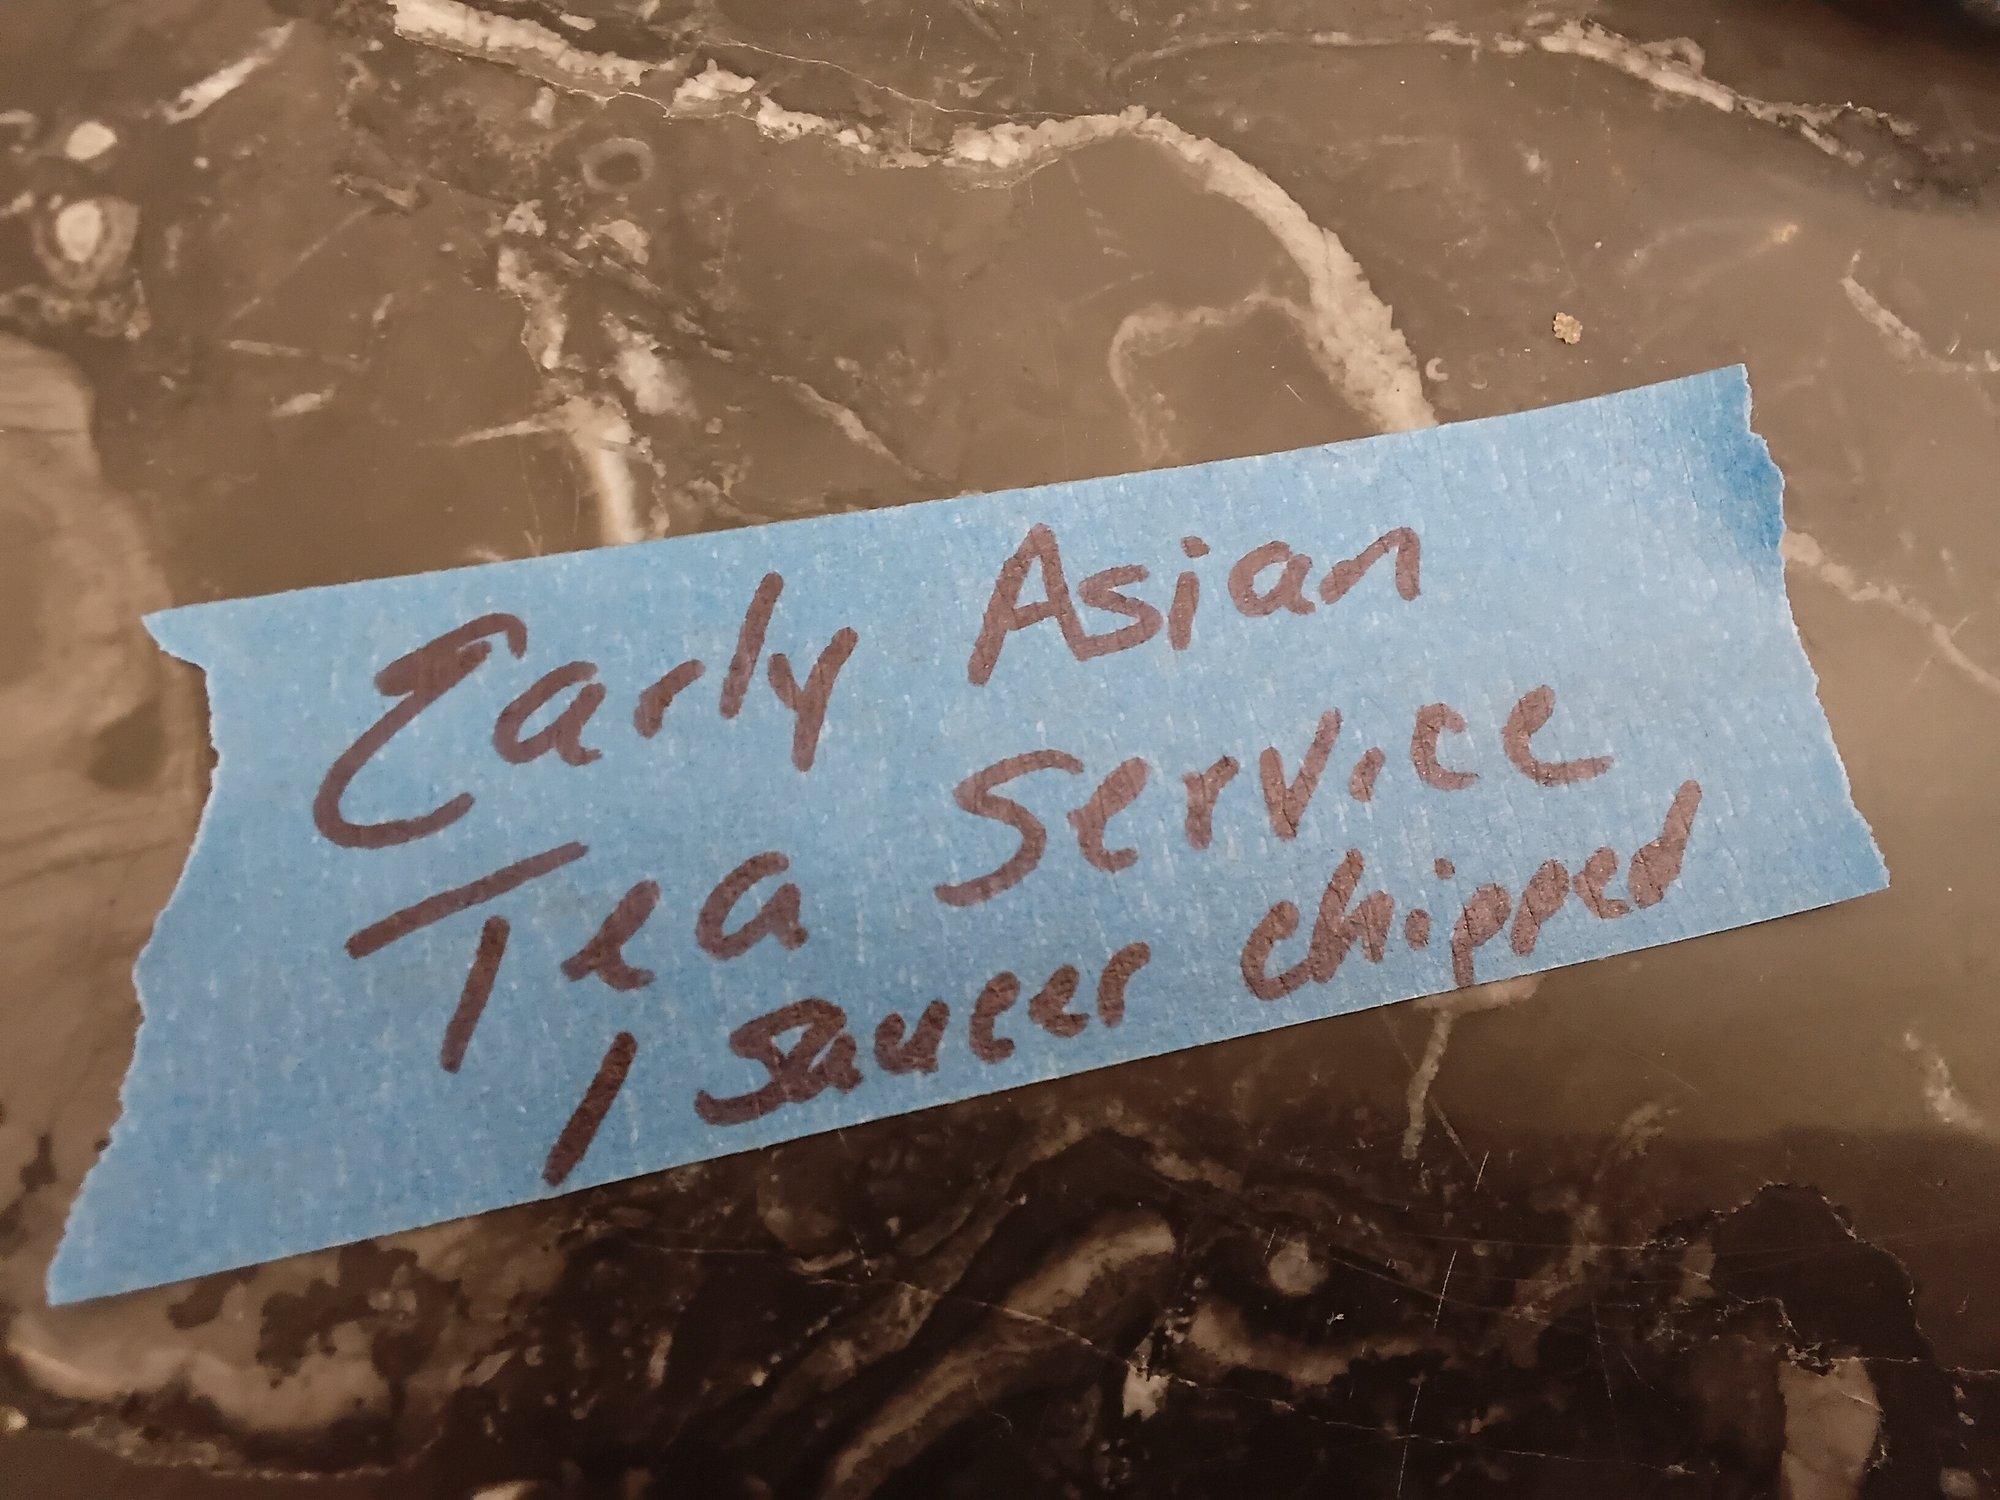 Early Asian
Tea Service
1 saucer chipped